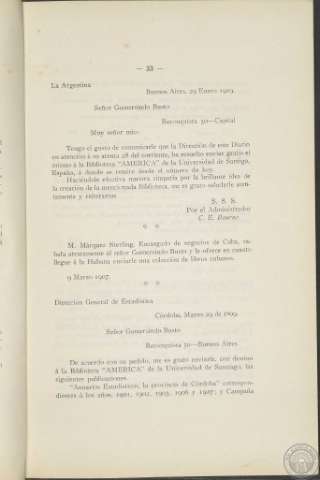 — 33 —
La Argentina
Buenos Aires, 29 Enero 1909.
Señor Gumersindo Busto
Reconquista 30—Capital
Muy señor mío:
Tengo el gusto de comunicarle que la Dirección de este Diario
en atención á su atenta 28 del corriente, ha resuelto enviar gratis el
mismo á la Biblioteca "AMERICA" de la Universidad de Santiago,
España, á donde se remite desde el número de hoy.
Haciéndole efectiva nuestra simpatía por la brillante idea de
la creación de la mencionada Biblioteca, me es grato saludarle aten-
tamente y reiterarme
S. S. S.
Por el Administrador
C. E.
M. Márquez Sterling, Encargado de negocios de Cuba, sa-
luda atentamente al señor Gumersindo Busto y le ofrece en cuanto
llegue á la Habana enviarle una colección de libros cubanos.
9 Marzo 1907.
Dirección General de Estadística
Córdoba, Marzo 29 de 1909.
Señor Gumersindo Busto
Reconquista 30—Buenos Aires
De acuerdo con su pedido, me es grato enviarle, con destino
á la Biblioteca "AMERICA" de la Universidad de Santiago, las
siguientes publicaciones:
"Anuario Estadístico, la provincia de Córdoba" correspon-
dientes á los años, 1901, 1902, 1905, 1906 y 1907; y Campaña